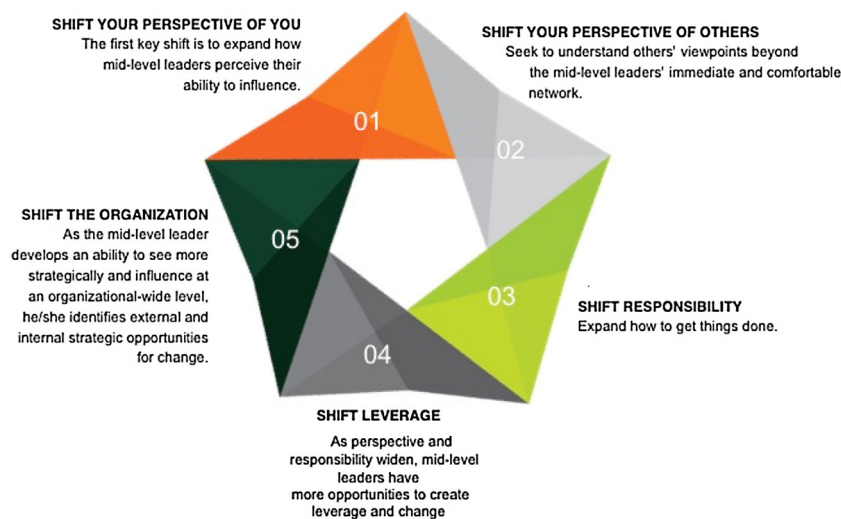 SHIFT YOUR PERSPECTIVE OF YOU
The first key shift is to expand how
mid-level leaders perceive their
ability to influence.
01
SHIFT YOUR PERSPECTIVE OF OTHERS
Seek to understand others' viewpoints beyond
the mid-level leaders' immediate and comfortable
network.
02
SHIFT RESPONSIBILITY
Expand how to get things done.
03
SHIFT LEVERAGE
As perspective and
responsibility widen, mid-level
leaders have
more opportunities to create
leverage and change
04
SHIFT THE ORGANIZATION
As the mid-level leader
develops an ability to see more
strategically and influence at
an organizational-wide level,
he/she identifies external and
internal strategic opportunities
for change.
05